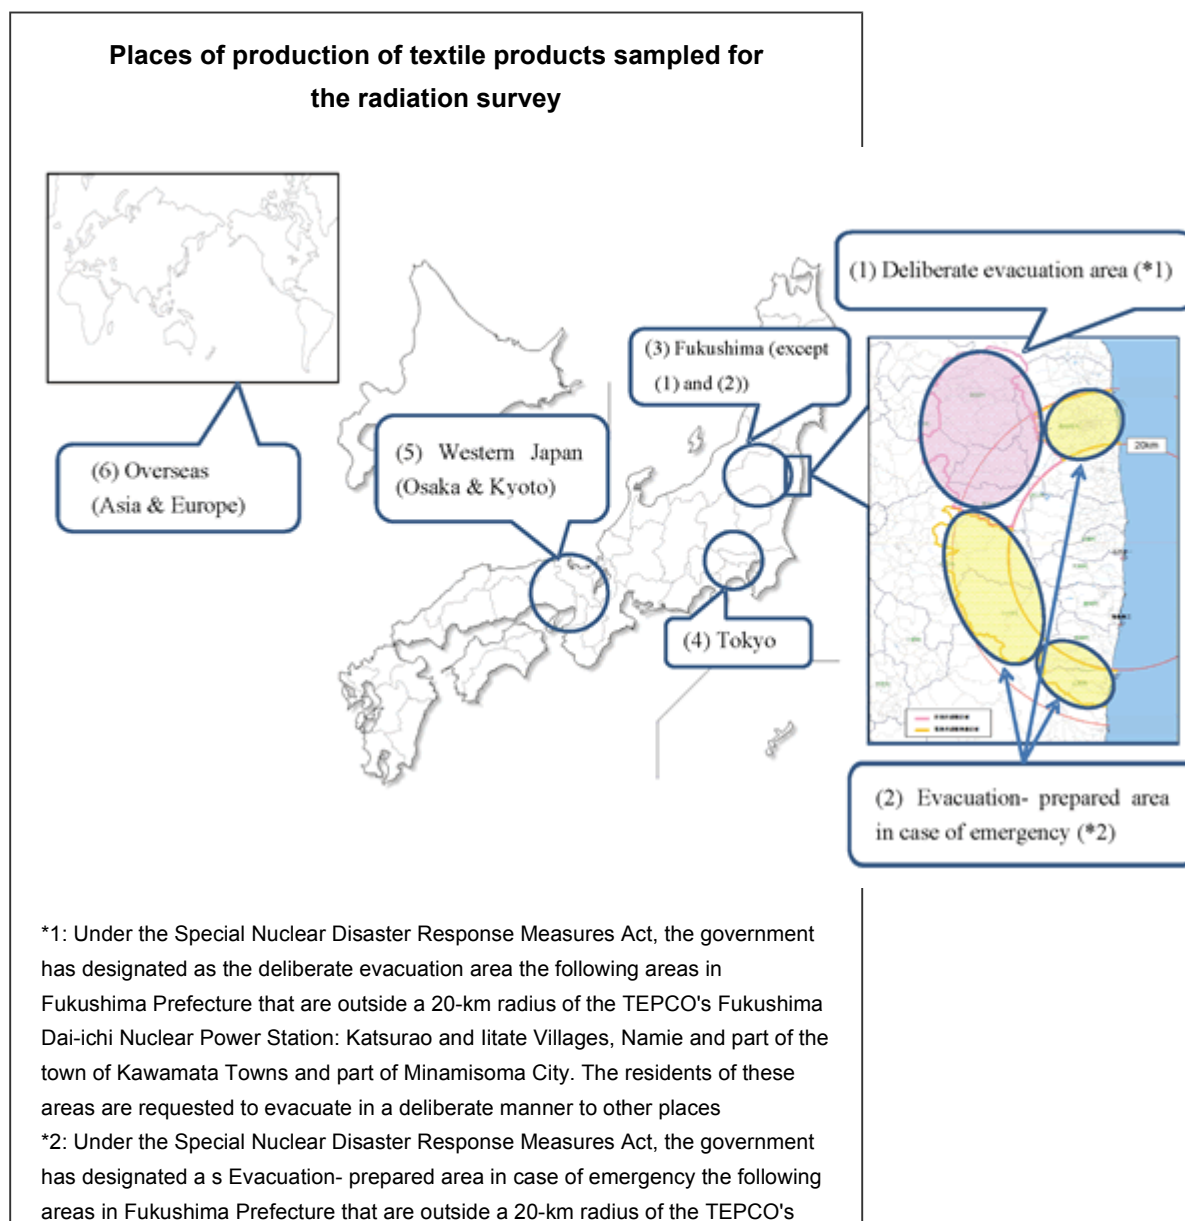 Places of production of textile products sampled for
the radiation survey
(1) Deliberate evacuation area (*1)
(3) Fukushima (except
(1) and (2))
20km
(5) Western Japan
(Osaka & Kyoto)
(6) Overseas
(Asia & Europe)
(4) Tokyo
(2) Evacuation- prepared area
in case of emergency (*2)
*1: Under the Special Nuclear Disaster Response Measures Act, the government
has designated as the deliberate evacuation area the following areas in
Fukushima Prefecture that are outside a 20-km radius of the TEPCO's Fukushima
Dai-ichi Nuclear Power Station: Katsurao and Iitate Villages, Namie and part of the
town of Kawamata Towns and part of Minamisoma City. The residents of these
areas are requested to evacuate in a deliberate manner to other places
*2: Under the Special Nuclear Disaster Response Measures Act, the government
has designated a s Evacuation- prepared area in case of emergency the following
areas in Fukushima Prefecture that are outside a 20-km radius of the TEPCO's